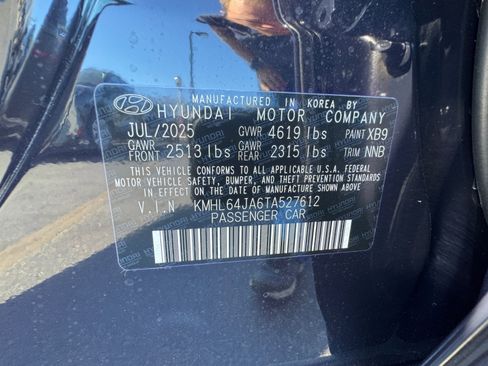 MANUFACTURED IN KOREA BY
HYUNDAI MOTOR COMPANY
JUL/2025 GVWR 4619 lbs PAINT XB9
GAWR FRONT 2513 lbs GAWR REAR 2315 lbs TRIM NNB
THIS VEHICLE CONFORMS TO ALL APPLICABLE FEDERAL
MOTOR VEHICLE SAFETY, BUMPER, AND THEFT PREVENTION STANDARDS
IN EFFECT ON THE DATE OF MANUFACTURE SHOWN ABOVE.
V.I.N KMHL64JA6TA527612
PASSENGER CAR